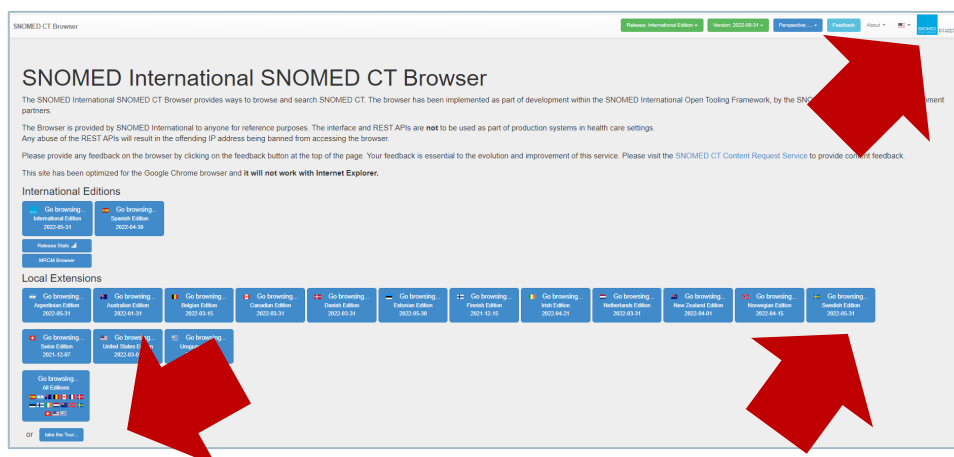 SNOMED CT Browser
Release: International Edition
Version: 2022-05-31
Perspective: ...
Feedback
About
SNOMED
SNOMED International SNOMED CT Browser
The SNOMED International SNOMED CT Browser provides ways to browse and search SNOMED CT. The browser has been implemented as part of development within the SNOMED International Open Tooling Framework, by the
partners.
The Browser is provided by SNOMED International to anyone for reference purposes. The interface and REST APIs are not to be used as part of production systems in health care settings.
Any abuse of the REST APIs will result in the offending IP address being banned from accessing the browser.
Please provide any feedback on the browser by clicking on the feedback button at the top of the page. Your feedback is essential to the evolution and improvement of this service. Please visit the SNOMED CT Content Request Service to provide content feedback.
This site has been optimized for the Google Chrome browser and it will not work with Internet Explorer.
International Editions
Go browsing... Go browsing...
International Edition Spanish Edition
2022-05-31 2022-04-30
Release Stats
MRCM Browser
Local Extensions
Go browsing... Go browsing... Go browsing... Go browsing... Go browsing... Go browsing... Go browsing... Go browsing... Go browsing... Go browsing... Go browsing... Go browsing...
Argentinian Edition Australian Edition Belgian Edition Canadian Edition Danish Edition Estonian Edition Finnish Edition Irish Edition Netherlands Edition New Zealand Edition Norwegian Edition Swedish Edition
2022-05-31 2022-01-31 2022-03-15 2022-03-31 2022-03-31 2022-05-30 2021-12-15 2022-04-21 2022-03-31 2022-04-01 2022-04-15 2022-05-31
Go browsing... Go browsing... Go browsing...
Swiss Edition United States
2021-12-07
Go browsing...
All Editions
or take the Tour...